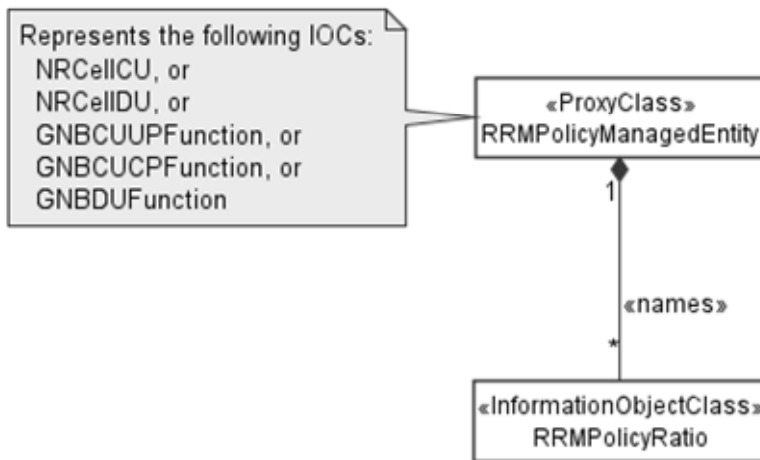 Represents the following IOCs:
NRCellCU, or
NRCellDU, or
GNBCUUPFunction, or
GNBCUCPFunction, or
GNBDUFunction
«ProxyClass»
RRMPolicyManagedEntity
1
«names»
*
«InformationObjectClass»
RRMPolicyRatio